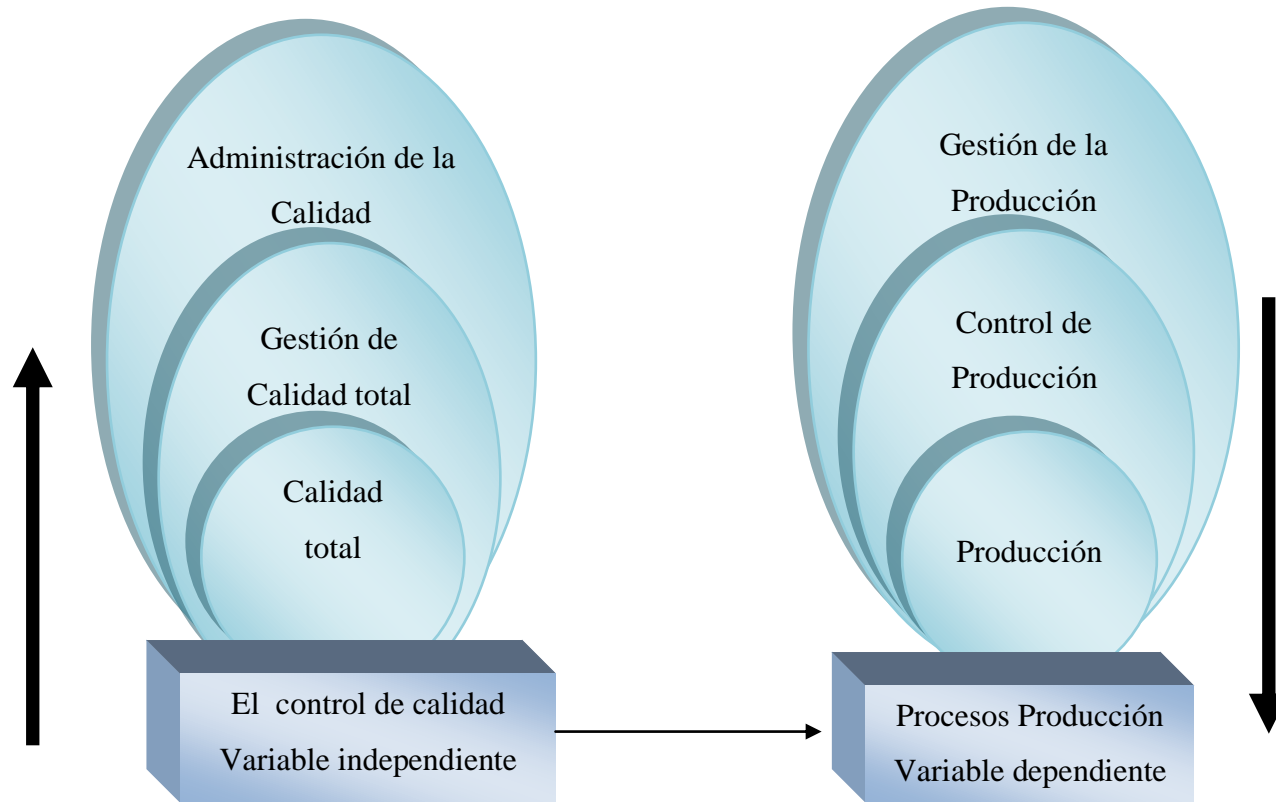 Administración de la
Calidad
Gestión de
Calidad total
Calidad
total
El  control de calidad
Variable independiente
Gestión de la
Producción
Control de
Producción
Producción
Procesos Producción
Variable dependiente